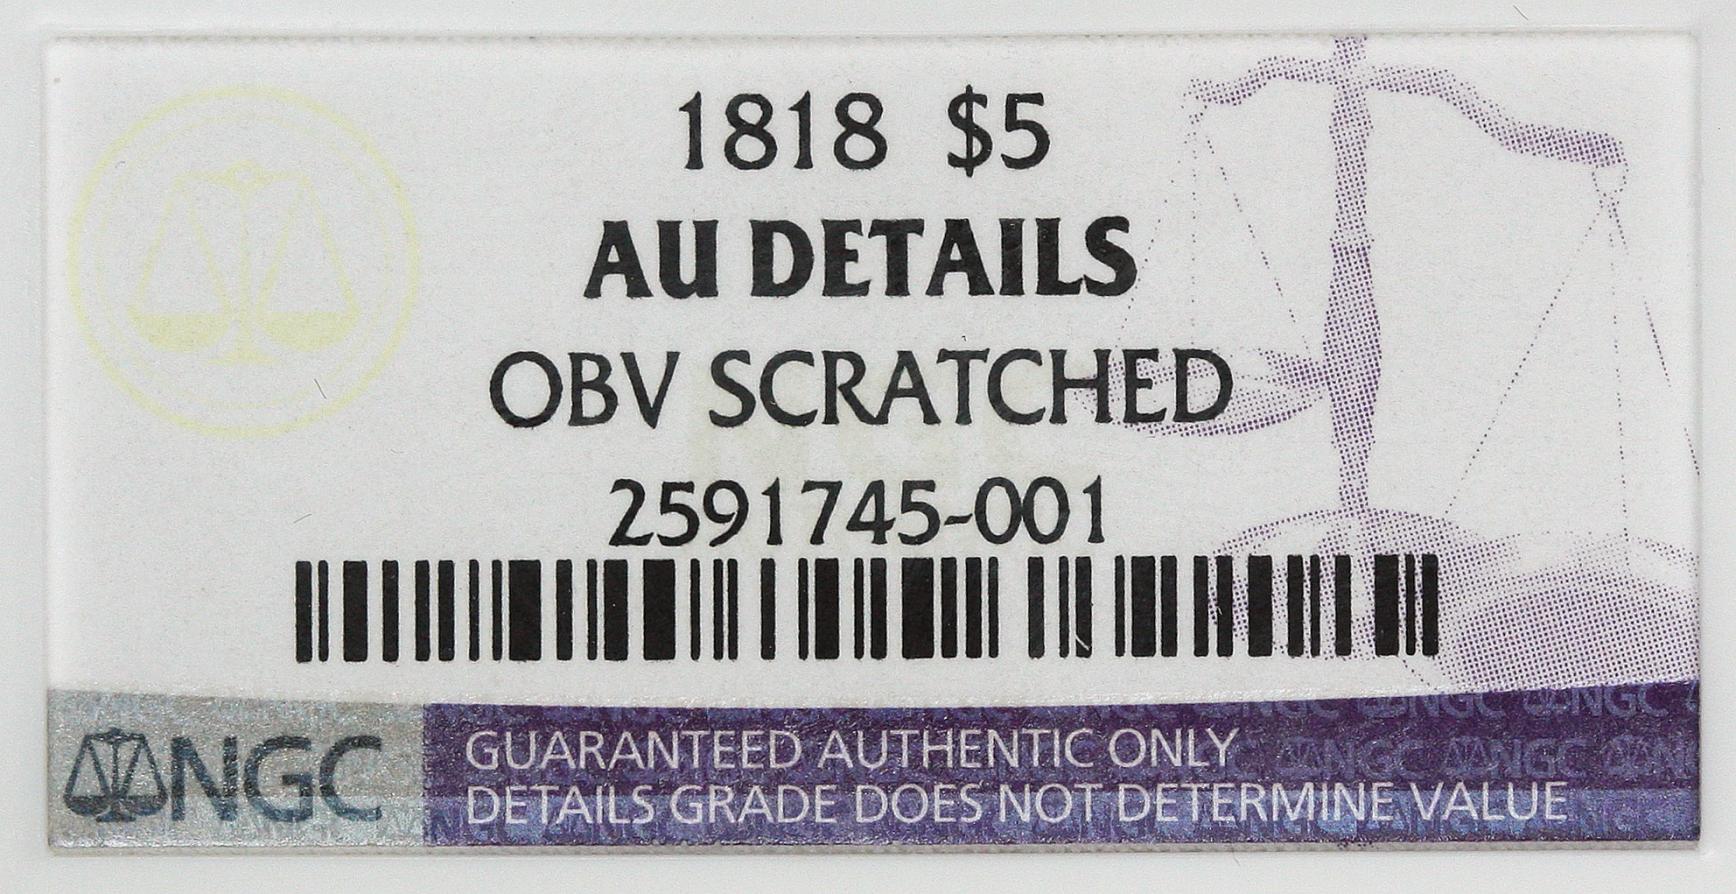 1818 $5
AU DETAILS
OBV SCRATCHED
2591745-001
NGC
GUARANTEED AUTHENTIC ONLY
DETAILS GRADE DOES NOT DETERMINE VALUE